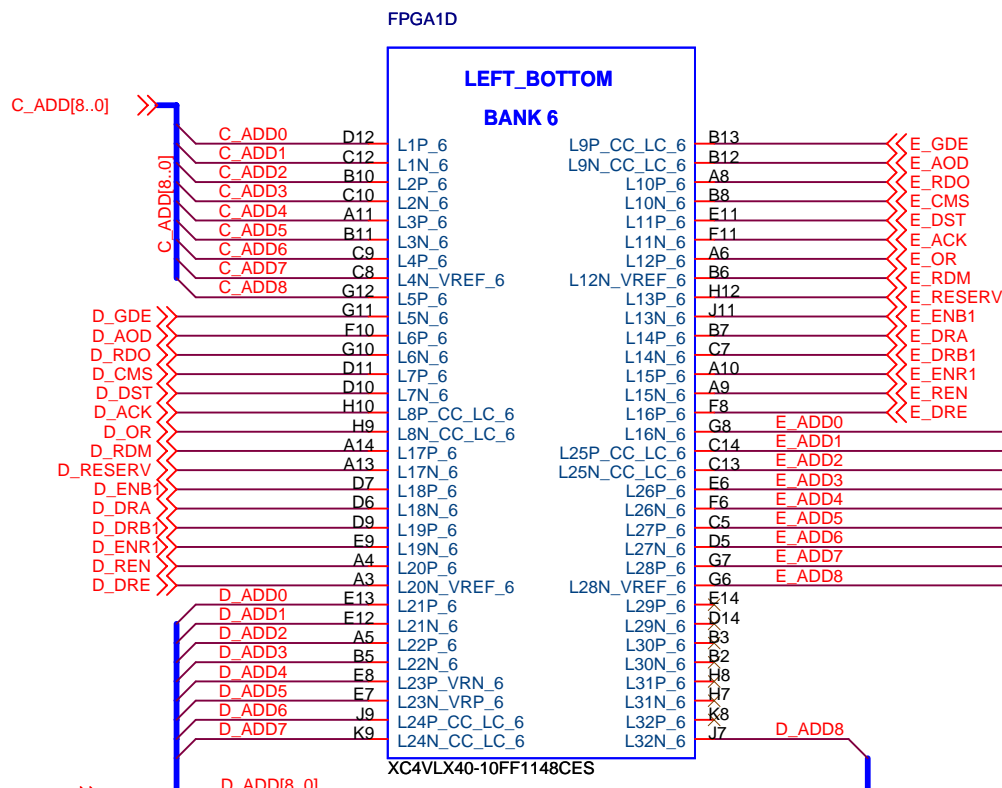 FPGA1D
LEFT_BOTTOM
BANK 6
C_ADD[8..0]
C_ADD[8..0]
C_ADD0 D12 L1P_6 L9P_CC_LC_6 B13 E_GDE
C_ADD1 C12 L1N_6 L9N_CC_LC_6 B12 E_AOD
C_ADD2 B10 L2P_6 L10P_6 A8 E_RDO
C_ADD3 C10 L2N_6 L10N_6 B8 E_CMS
C_ADD4 A11 L3P_6 L11P_6 E11 E_DST
C_ADD5 B11 L3N_6 L11N_6 F11 E_ACK
C_ADD6 C9 L4P_6 L12P_6 A6 E_OR
C_ADD7 C8 L4N_VREF_6 L12N_VREF_6 B6 E_RDM
C_ADD8 G12 L5P_6 L13P_6 H12 E_RESERV
D_GDE G11 L5N_6 L13N_6 J11 E_ENB1
D_AOD F10 L6P_6 L14P_6 B7 E_DRA
D_RDO G10 L6N_6 L14N_6 C7 E_DRB1
D_CMS D11 L7P_6 L15P_6 A10 E_ENR1
D_DST D10 L7N_6 L15N_6 A9 E_REN
D_ACK H10 L8P_CC_LC_6 L16P_6 F8 E_DRE
D_OR H9 L8N_CC_LC_6 L16N_6 G8 E_ADD0
D_RDM A14 L17P_6 L25P_CC_LC_6 C14 E_ADD1
D_RESERV A13 L17N_6 L25N_CC_LC_6 C13 E_ADD2
D_ENB1 D7 L18P_6 L26P_6 E6 E_ADD3
D_DRA D6 L18N_6 L26N_6 F6 E_ADD4
D_DRB1 D9 L19P_6 L27P_6 C5 E_ADD5
D_ENR1 E9 L19N_6 L27N_6 D5 E_ADD6
D_REN A4 L20P_6 L28P_6 G7 E_ADD7
D_DRE A3 L20N_VREF_6 L28N_VREF_6 G6 E_ADD8
D_ADD0 E13 L21P_6 L29P_6 E14
D_ADD1 E12 L21N_6 L29N_6 D14
D_ADD2 A5 L22P_6 L30P_6 B3
D_ADD3 B5 L22N_6 L30N_6 B2
D_ADD4 E8 L23P_VRN_6 L31P_6 H8
D_ADD5 E7 L23N_VRP_6 L31N_6 H7
D_ADD6 J9 L24P_CC_LC_6 L32P_6 K8
D_ADD7 K9 L24N_CC_LC_6 L32N_6 J7 D_ADD8
XC4VLX40-10FF1148CES
D_ADD[8..0]